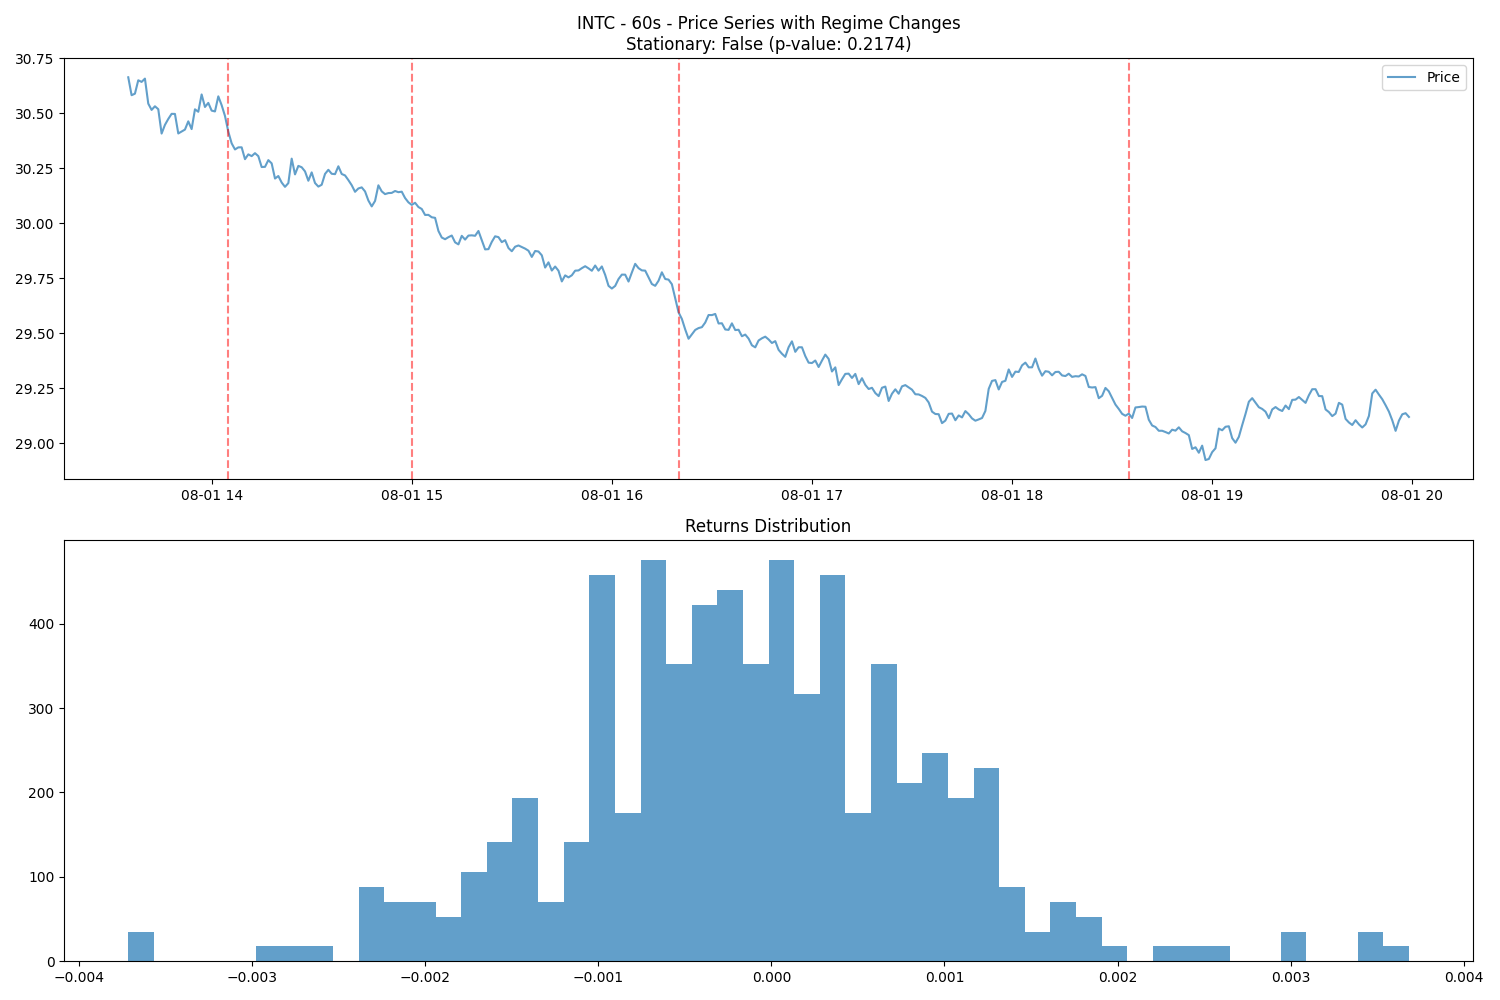 INTC - 60s - Price Series with Regime Changes
Stationary: False (p-value: 0.2174)
30.75
30.50
30.25
30.00
29.75
29.50
29.25
29.00
Price
08-01 14 08-01 15 08-01 16 08-01 17 08-01 18 08-01 19 08-01 20
Returns Distribution
400
300
200
100
0
−0.004 −0.003 −0.002 −0.001 0.000 0.001 0.002 0.003 0.004